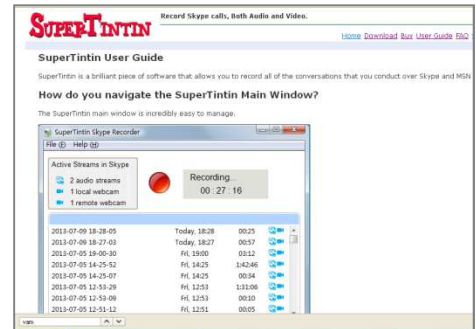 SUPERTINTIN
Record Skype calls, Both Audio and Video.
Home Download Buy User Guide FAQ
SuperTintin User Guide
SuperTintin is a brilliant piece of software that allows you to record all of the conversations that you conduct over Skype and MSN
How do you navigate the SuperTintin Main Window?
The SuperTintin main window is incredibly easy to manage.
SuperTintin Skype Recorder
File (F) Help (H)
Active Streams in Skype
2 audio streams
1 local webcam
1 remote webcam
Recording...
00 : 27 : 16
2013-07-09 18-28-05 Today, 18:28 00:25
2013-07-09 18-27-03 Today, 18:27 00:57
2013-07-05 19-00-30 Fri, 19:00 03:12
2013-07-05 14-25-52 Fri, 14:25 1:42:46
2013-07-05 14-25-07 Fri, 14:25 00:34
2013-07-05 12-53-29 Fri, 12:53 1:31:06
2013-07-05 12-53-09 Fri, 12:53 00:10
2013-07-05 12-51-12 Fri, 12:51 00:05